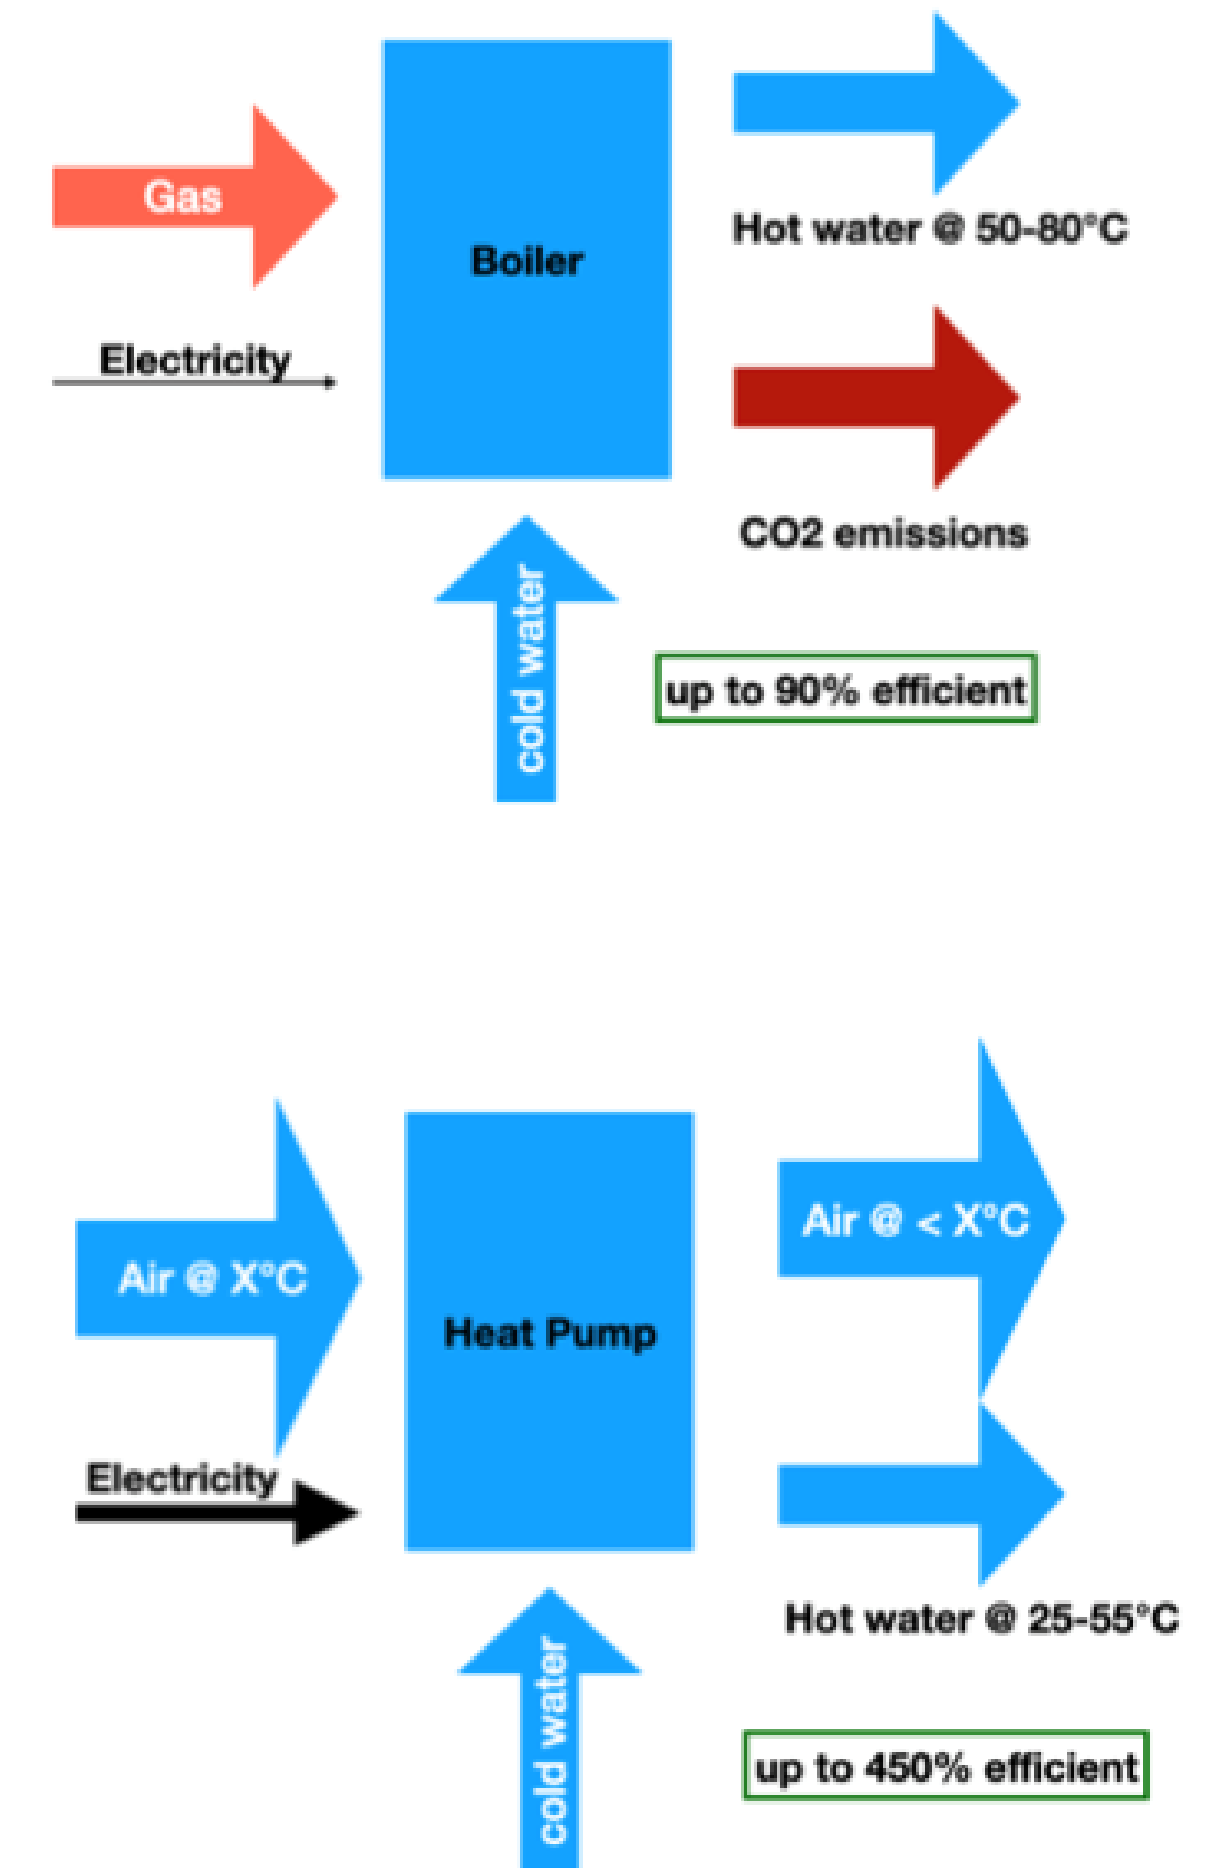 Gas
Electricity
Boiler
Hot water @ 50-80°C
CO2 emissions
cold water
up to 90% efficient
Air @ X°C
Electricity
Heat Pump
Air @ < X°C
Hot water @ 25-55°C
cold water
up to 450% efficient